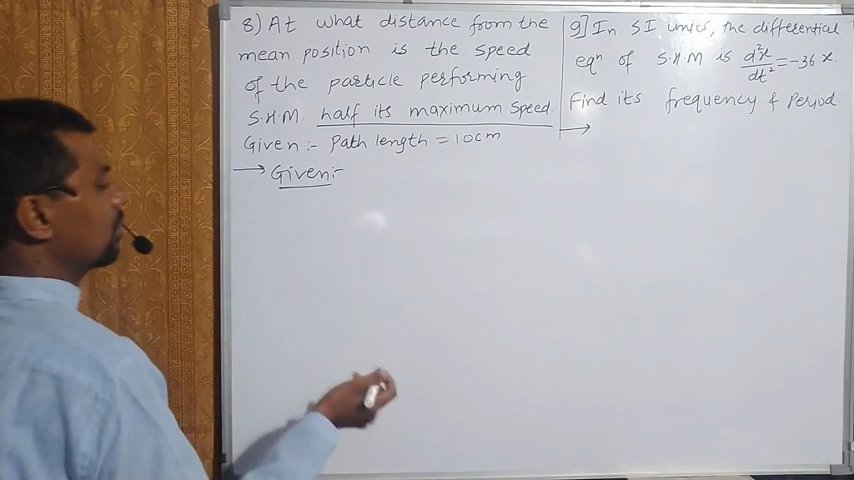 8) At what distance from the
mean position is the speed
of the particle performing
S.H.M. half its maximum speed.
Given :- Path length = 10cm
→ Given:-
9] In SI units, the differential
eqⁿ of S.H.M is d²x/dt² = -36 x.
Find its frequency & Period
→